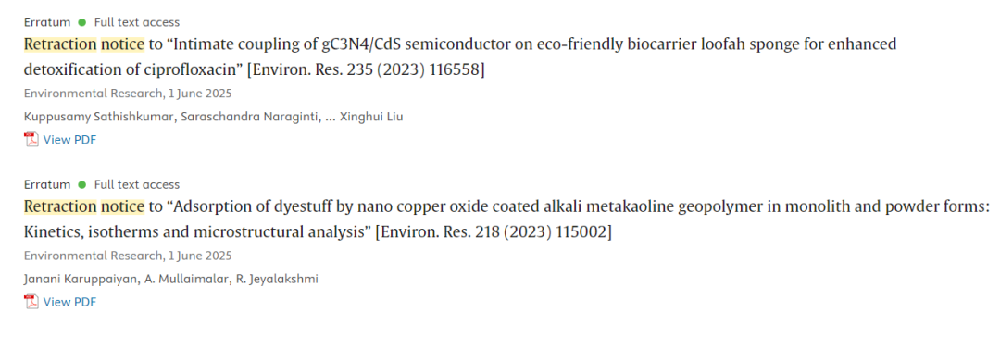 Erratum ● Full text access
Retraction notice to “Intimate coupling of gC3N4/CdS semiconductor on eco-friendly biocarrier loofah sponge for enhanced
detoxification of ciprofloxacin” [Environ. Res. 235 (2023) 116558]
Environmental Research, 1 June 2025
Kuppusamy Sathishkumar, Saraschandra Naraginti, ... Xinghui Liu
View PDF
Erratum ● Full text access
Retraction notice to “Adsorption of dyestuff by nano copper oxide coated alkali metakaoline geopolymer in monolith and powder forms:
Kinetics, isotherms and microstructural analysis” [Environ. Res. 218 (2023) 115002]
Environmental Research, 1 June 2025
Janani Karuppaiyan, A. Mullaimalar, R. Jeyalakshmi
View PDF